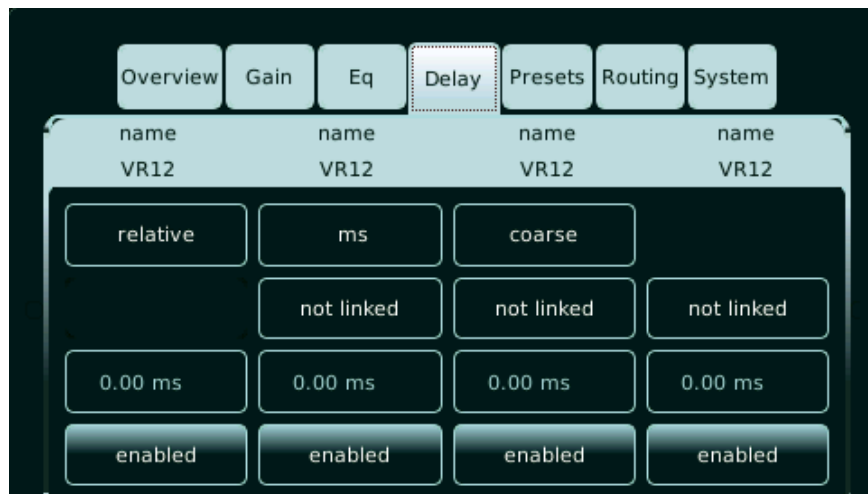 Overview Gain Eq Delay Presets Routing System
name name name name
VR12 VR12 VR12 VR12
relative ms coarse
not linked not linked not linked
0.00 ms 0.00 ms 0.00 ms 0.00 ms
enabled enabled enabled enabled